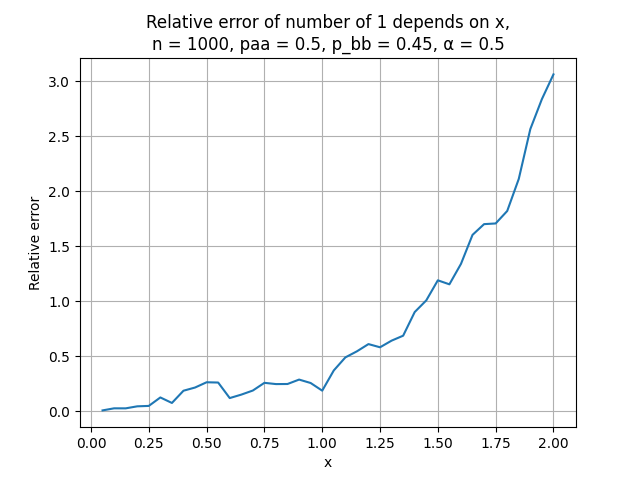 Relative error of number of 1 depends on x,
n = 1000, paa = 0.5, p_bb = 0.45, α = 0.5
Relative error
3.0
2.5
2.0
1.5
1.0
0.5
0.0
0.00 0.25 0.50 0.75 1.00 1.25 1.50 1.75 2.00
x